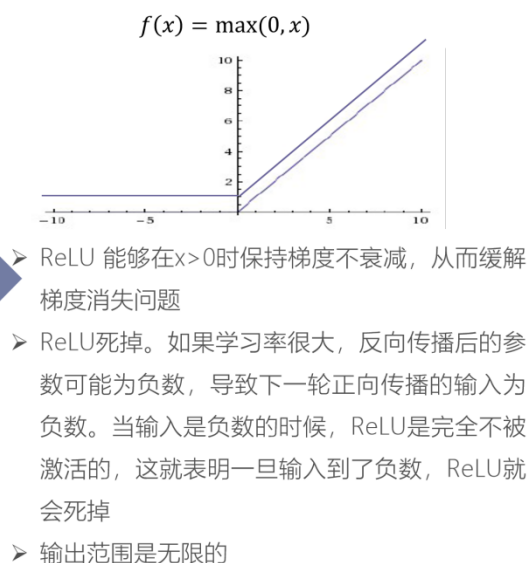 f(x) = max(0, x)
10
8
6
4
2
-10 -5 5 10
➢ ReLU 能够在x>0时保持梯度不衰减，从而缓解
梯度消失问题
➢ ReLU死掉。如果学习率很大，反向传播后的参
数可能为负数，导致下一轮正向传播的输入为
负数。当输入是负数的时候，ReLU是完全不被
激活的，这就表明一旦输入到了负数，ReLU就
会死掉
➢ 输出范围是无限的